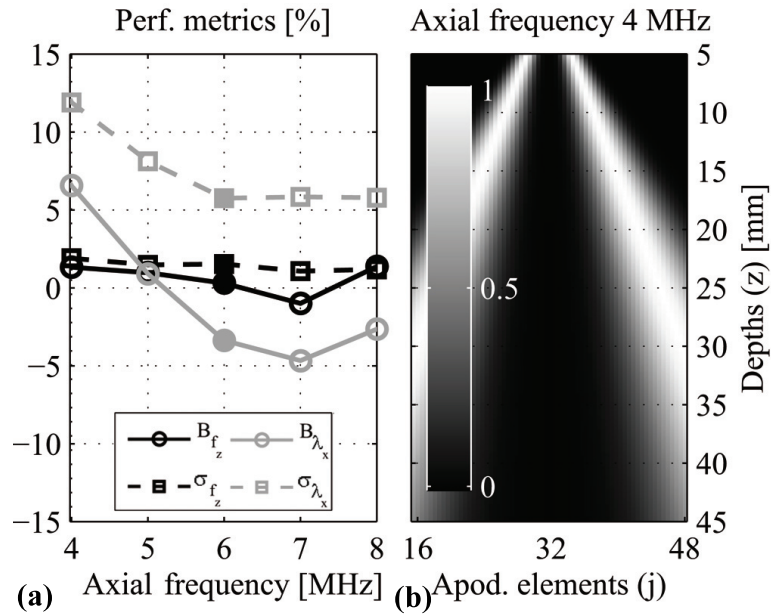 Perf. metrics [%]
15
10
5
0
−5
−10
−15
4
5
6
7
8
B_{f_z}
B_{λ_x}
σ_{f_z}
σ_{λ_x}
(a)
Axial frequency [MHz]
Axial frequency 4 MHz
1
0.5
0
5
10
15
20
25
30
35
40
45
Depths (z) [mm]
16
32
48
(b)
Apod. elements (j)